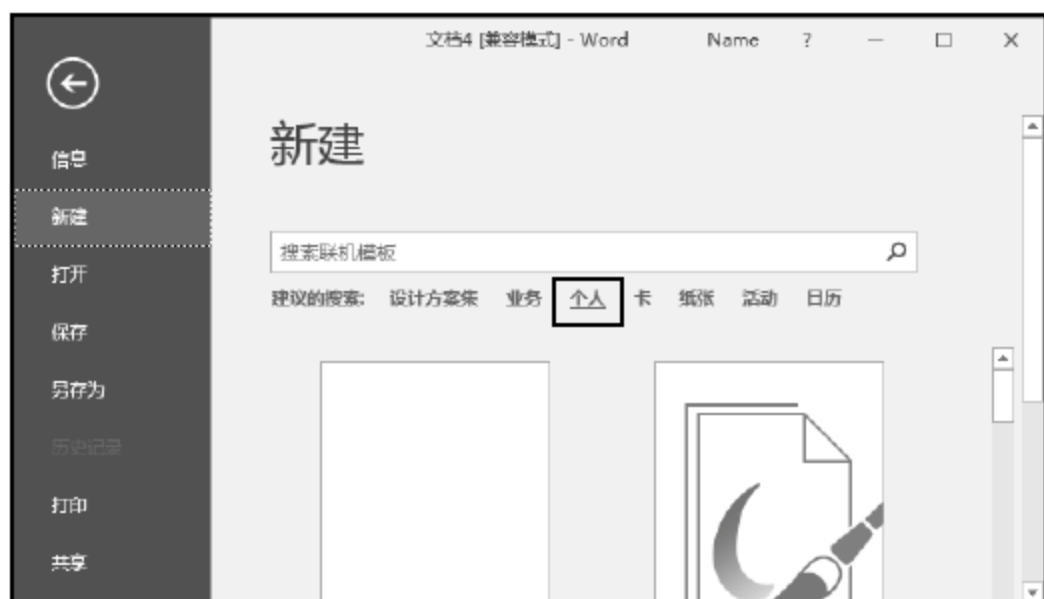 文档4 [兼容模式] - Word Name ?
新建
信息
新建
打开
保存
另存为
历史记录
打印
共享
搜索联机模板
建议的搜索: 设计方案集 业务 个人 卡 纸张 活动 日历